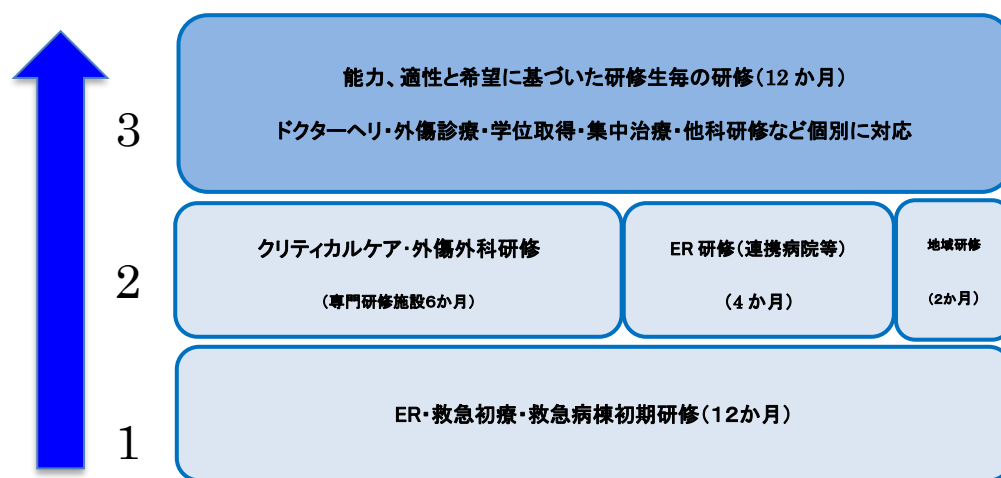 3
能力、適性と希望に基づいた研修生毎の研修(12 か月)
ドクターヘリ・外傷診療・学位取得・集中治療・他科研修など個別に対応
2
クリティカルケア・外傷外科研修
(専門研修施設6か月)
ER 研修(連携病院等)
(4 か月)
地域研修
(2か月)
1
ER・救急初療・救急病棟初期研修(12か月)